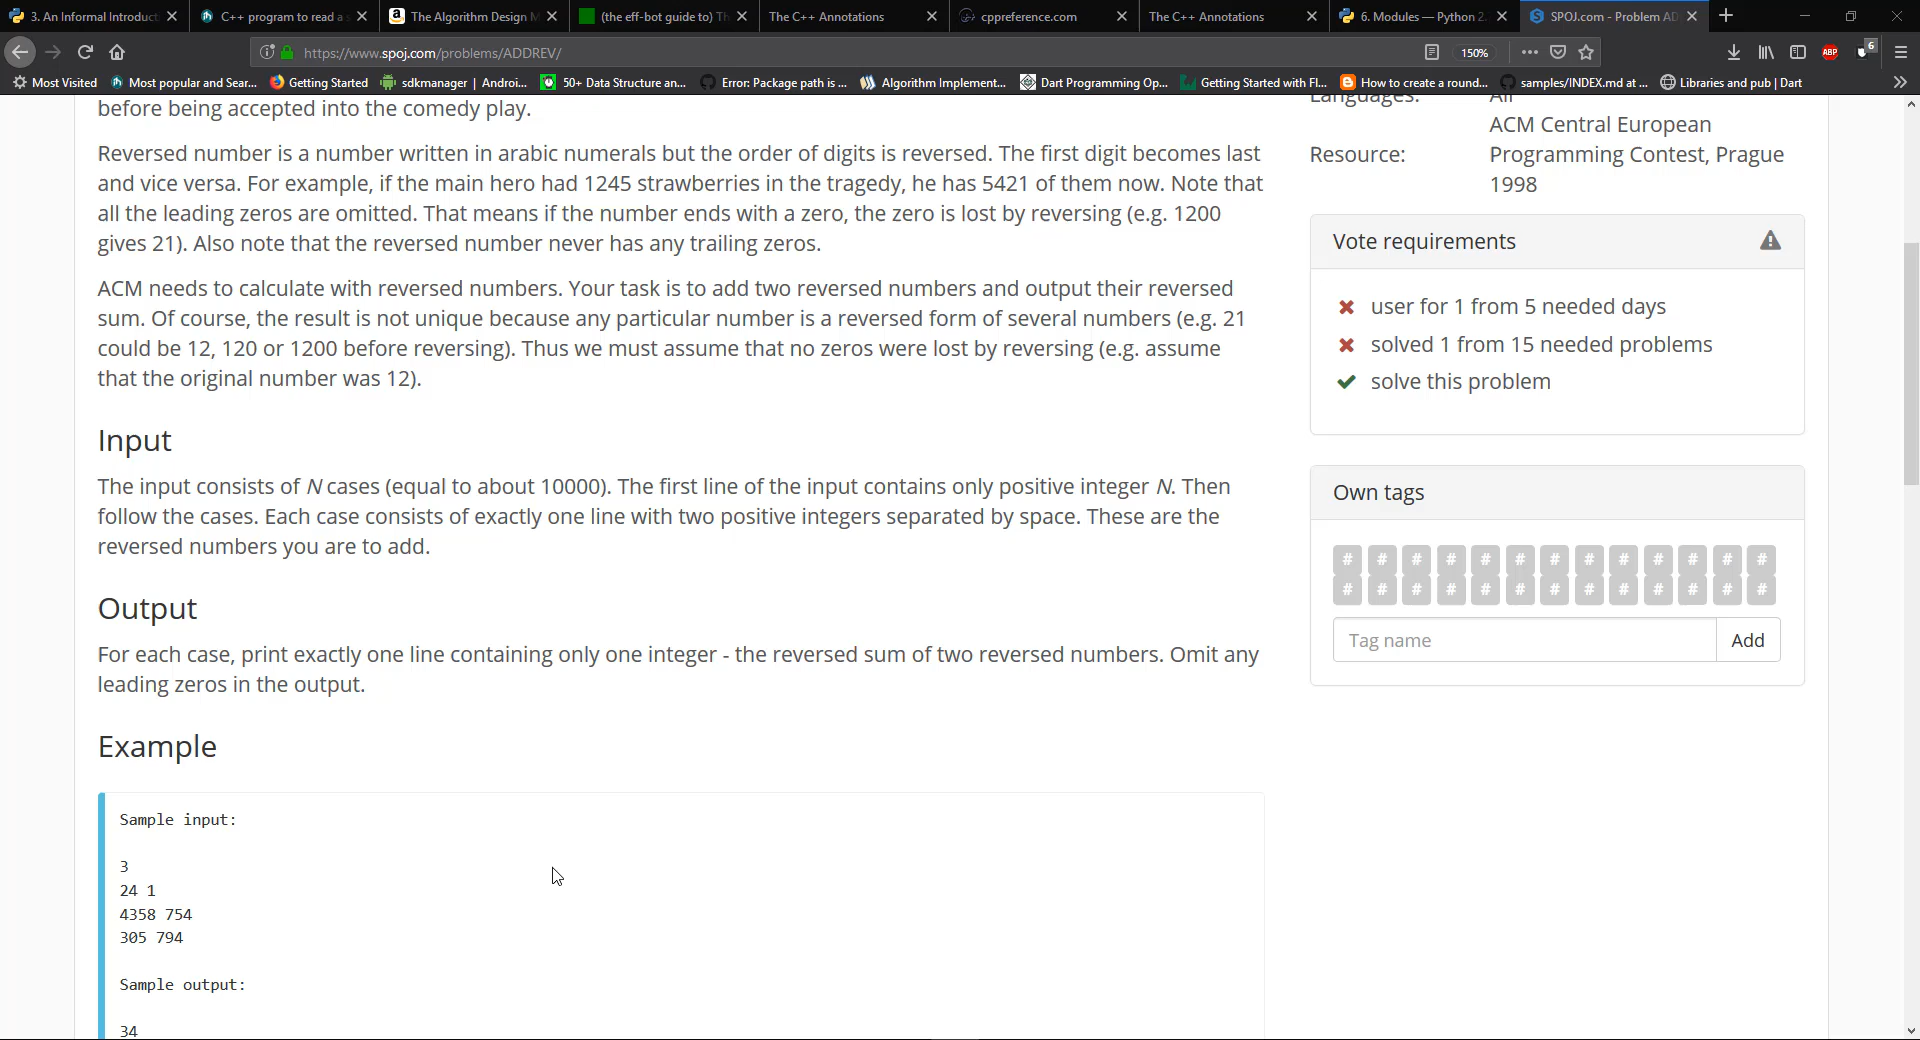 3. An Informal Introduct
C++ program to read a s
The Algorithm Design M
(the eff-bot guide to) Th
The C++ Annotations
cppreference.com
The C++ Annotations
6. Modules — Python 2.
SPOJ.com - Problem AD
https://www.spoj.com/problems/ADDREV/
150%
ABP
6
Most Visited
Most popular and Sear...
Getting Started
sdkmanager | Androi...
50+ Data Structure an...
Error: Package path is ...
Algorithm Implement...
Dart Programming Op...
Getting Started with Fl...
How to create a round...
samples/INDEX.md at ...
Libraries and pub | Dart
before being accepted into the comedy play.
Reversed number is a number written in arabic numerals but the order of digits is reversed. The first digit becomes last
and vice versa. For example, if the main hero had 1245 strawberries in the tragedy, he has 5421 of them now. Note that
all the leading zeros are omitted. That means if the number ends with a zero, the zero is lost by reversing (e.g. 1200
gives 21). Also note that the reversed number never has any trailing zeros.
ACM needs to calculate with reversed numbers. Your task is to add two reversed numbers and output their reversed
sum. Of course, the result is not unique because any particular number is a reversed form of several numbers (e.g. 21
could be 12, 120 or 1200 before reversing). Thus we must assume that no zeros were lost by reversing (e.g. assume
that the original number was 12).
Input
The input consists of N cases (equal to about 10000). The first line of the input contains only positive integer N. Then
follow the cases. Each case consists of exactly one line with two positive integers separated by space. These are the
reversed numbers you are to add.
Output
For each case, print exactly one line containing only one integer - the reversed sum of two reversed numbers. Omit any
leading zeros in the output.
Example
Sample input:
3
24 1
4358 754
305 794
Sample output:
34
Languages: All
Resource: ACM Central European
Programming Contest, Prague
1998
Vote requirements
user for 1 from 5 needed days
solved 1 from 15 needed problems
solve this problem
Own tags
# # # # # # # # # # # # #
# # # # # # # # # # # # #
Tag name
Add